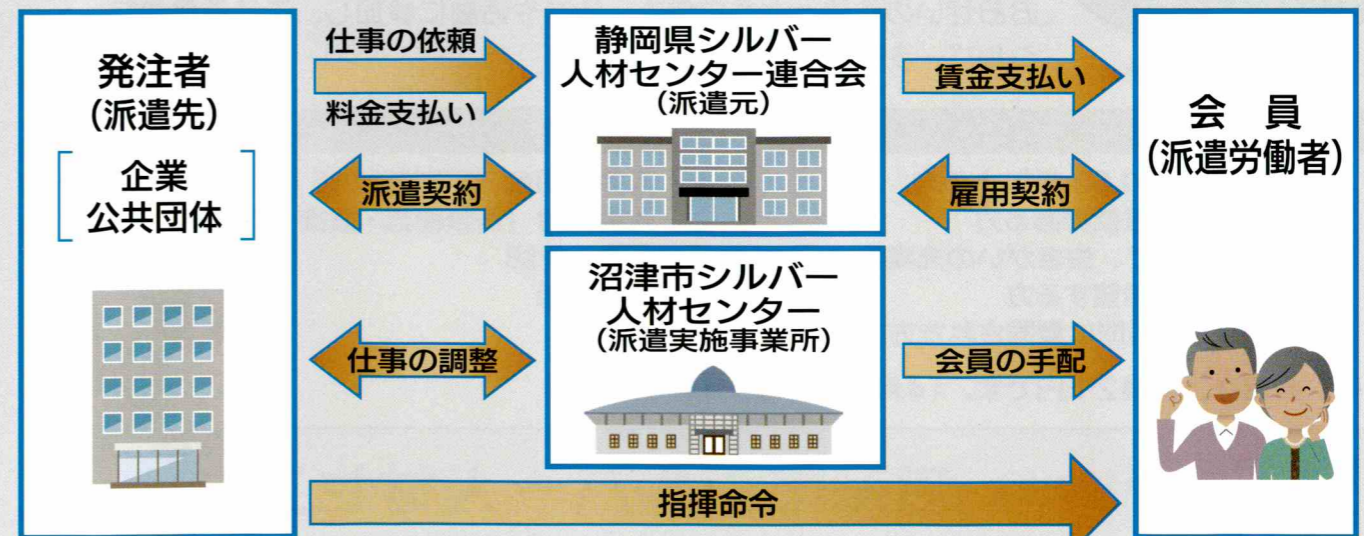 発注者
(派遣先)
企業
公共団体
仕事の依頼
料金支払い
派遣契約
仕事の調整
静岡県シルバー
人材センター連合会
(派遣元)
沼津市シルバー
人材センター
(派遣実施事業所)
賃金支払い
雇用契約
会員の手配
会 員
(派遣労働者)
指揮命令